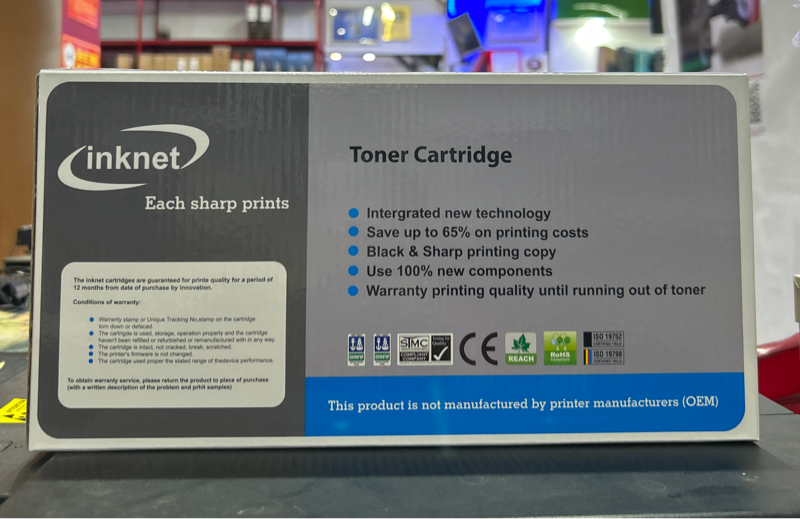 inknet
Each sharp prints
The inknet cartridges are guaranteed for printe quality for a period of
12 months from date of purchase by innovation.
Conditions of warranty:
Warranty stamp or Unique Tracking No,stamp on the cartridge
torn down or defaced.
The cartrigde is used, storage, operation properly and the cartridge
haven't been refilled or refurbished or remanufactured with in any way.
The cartridge is intact, not cracked; break; scratched.
The printer's firmware is not changed.
The cartridge used proper the stated range of thedevice performance.
To obtain warranty service, please return the product to place of purchase
(with a written description of the problem and prhit samples)
Toner Cartridge
Intergrated new technology
Save up to 65% on printing costs
Black & Sharp printing copy
Use 100% new components
Warranty printing quality until running out of toner
DNV
DNV
STMC
COMPLIANT
COMPANY
Testing for
Quality
CE
REACH
RoHS
ISO 19752
ISO 19798
This product is not manufactured by printer manufacturers (OEM)